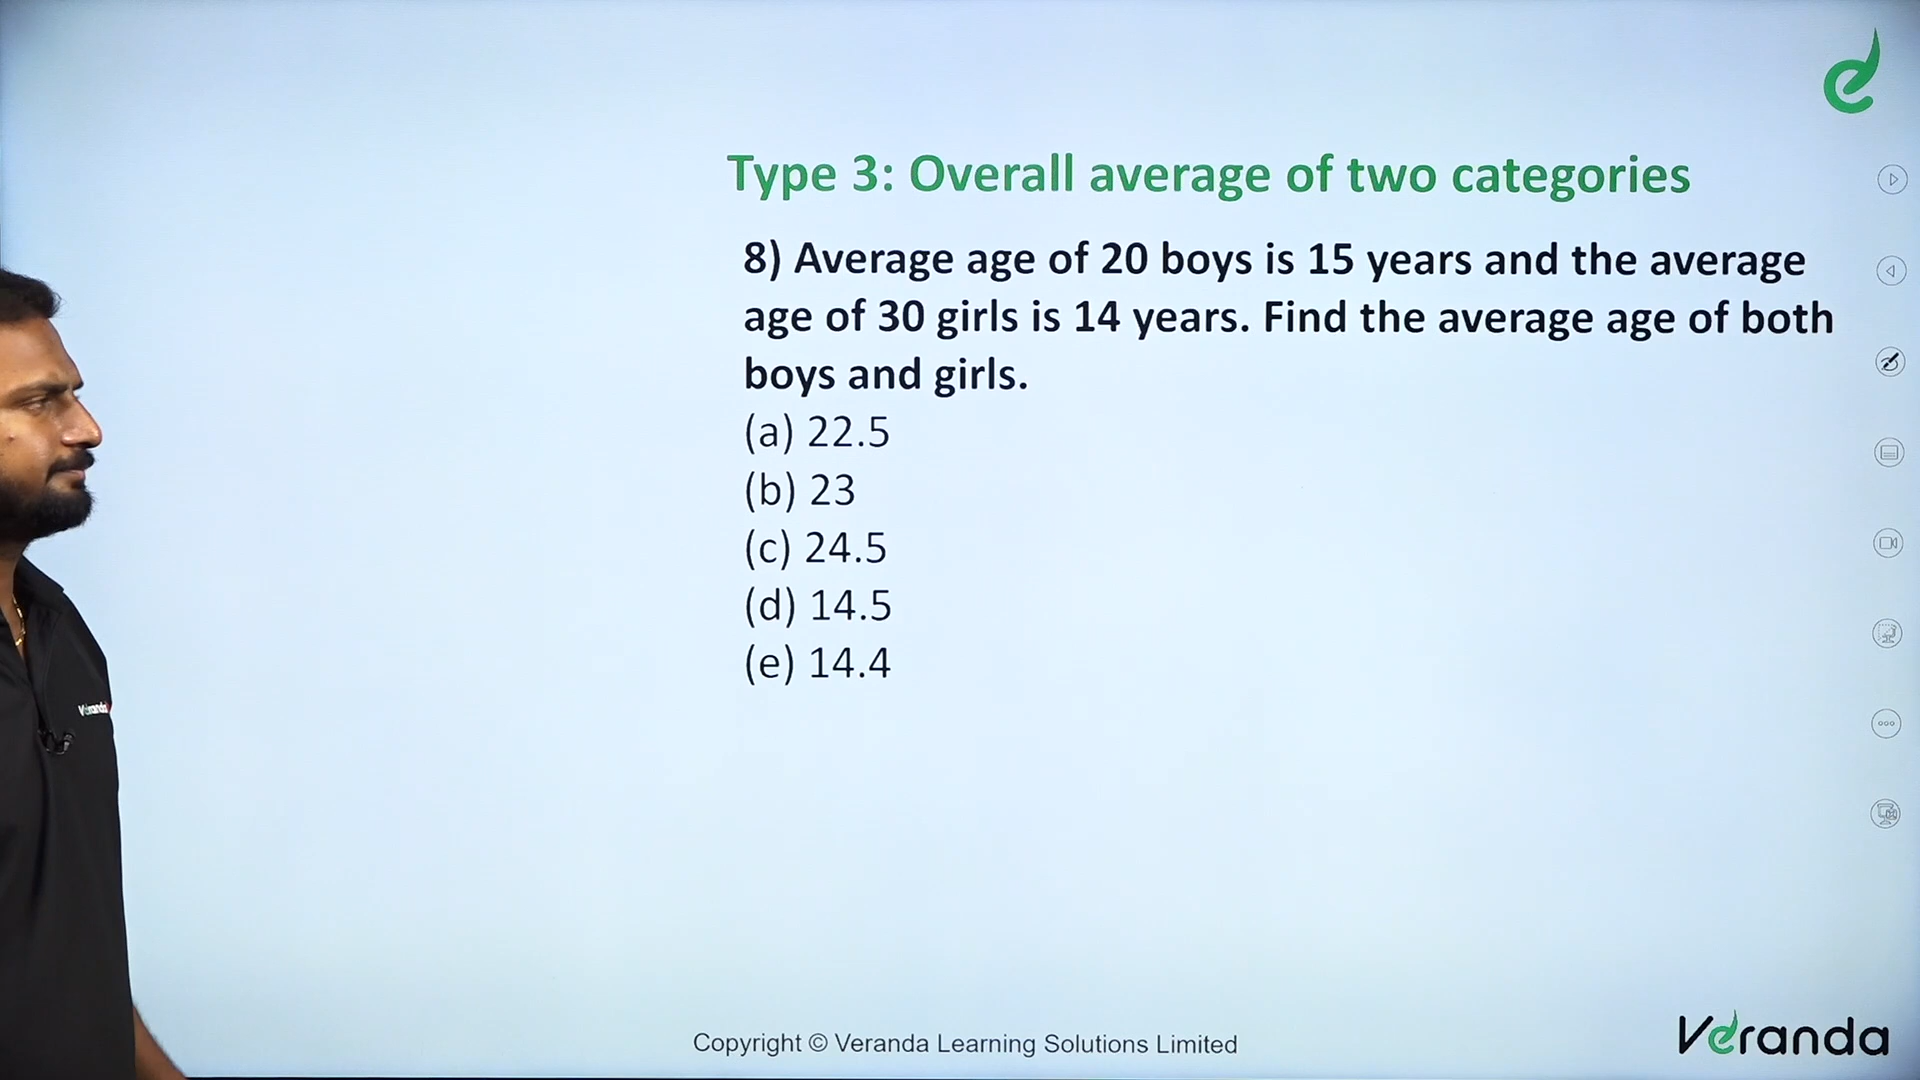 Type 3: Overall average of two categories
8) Average age of 20 boys is 15 years and the average
age of 30 girls is 14 years. Find the average age of both
boys and girls.
(a) 22.5
(b) 23
(c) 24.5
(d) 14.5
(e) 14.4
Veranda
Copyright © Veranda Learning Solutions Limited
Veranda